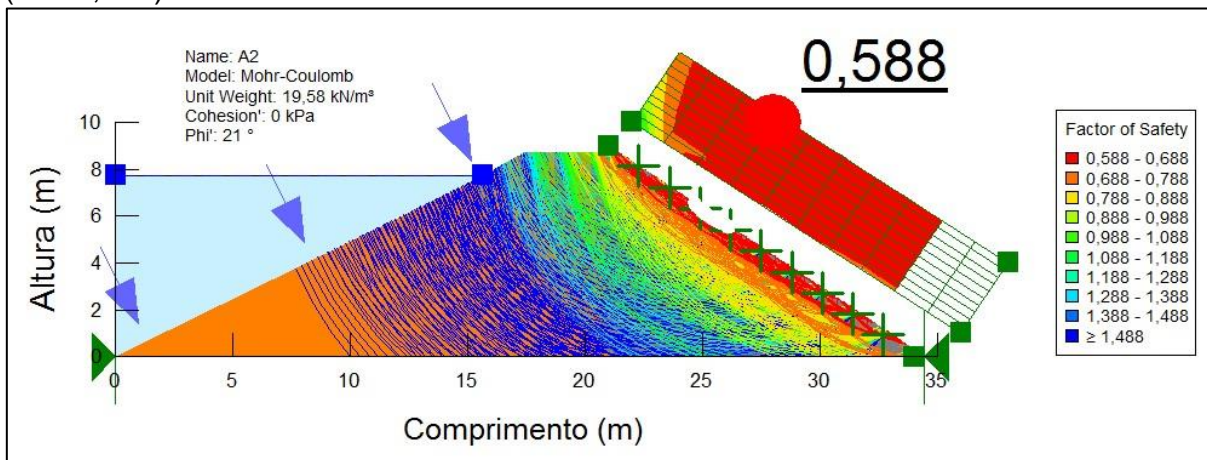 Name: A2
Model: Mohr-Coulomb
Unit Weight: 19,58 kN/m³
Cohesion': 0 kPa
Phi': 21 °
0,588
10
8
6
4
2
0
Altura (m)
0
5
10
15
20
25
30
35
Comprimento (m)
Factor of Safety
0,588 - 0,688
0,688 - 0,788
0,788 - 0,888
0,888 - 0,988
0,988 - 1,088
1,088 - 1,188
1,188 - 1,288
1,288 - 1,388
1,388 - 1,488
≥ 1,488